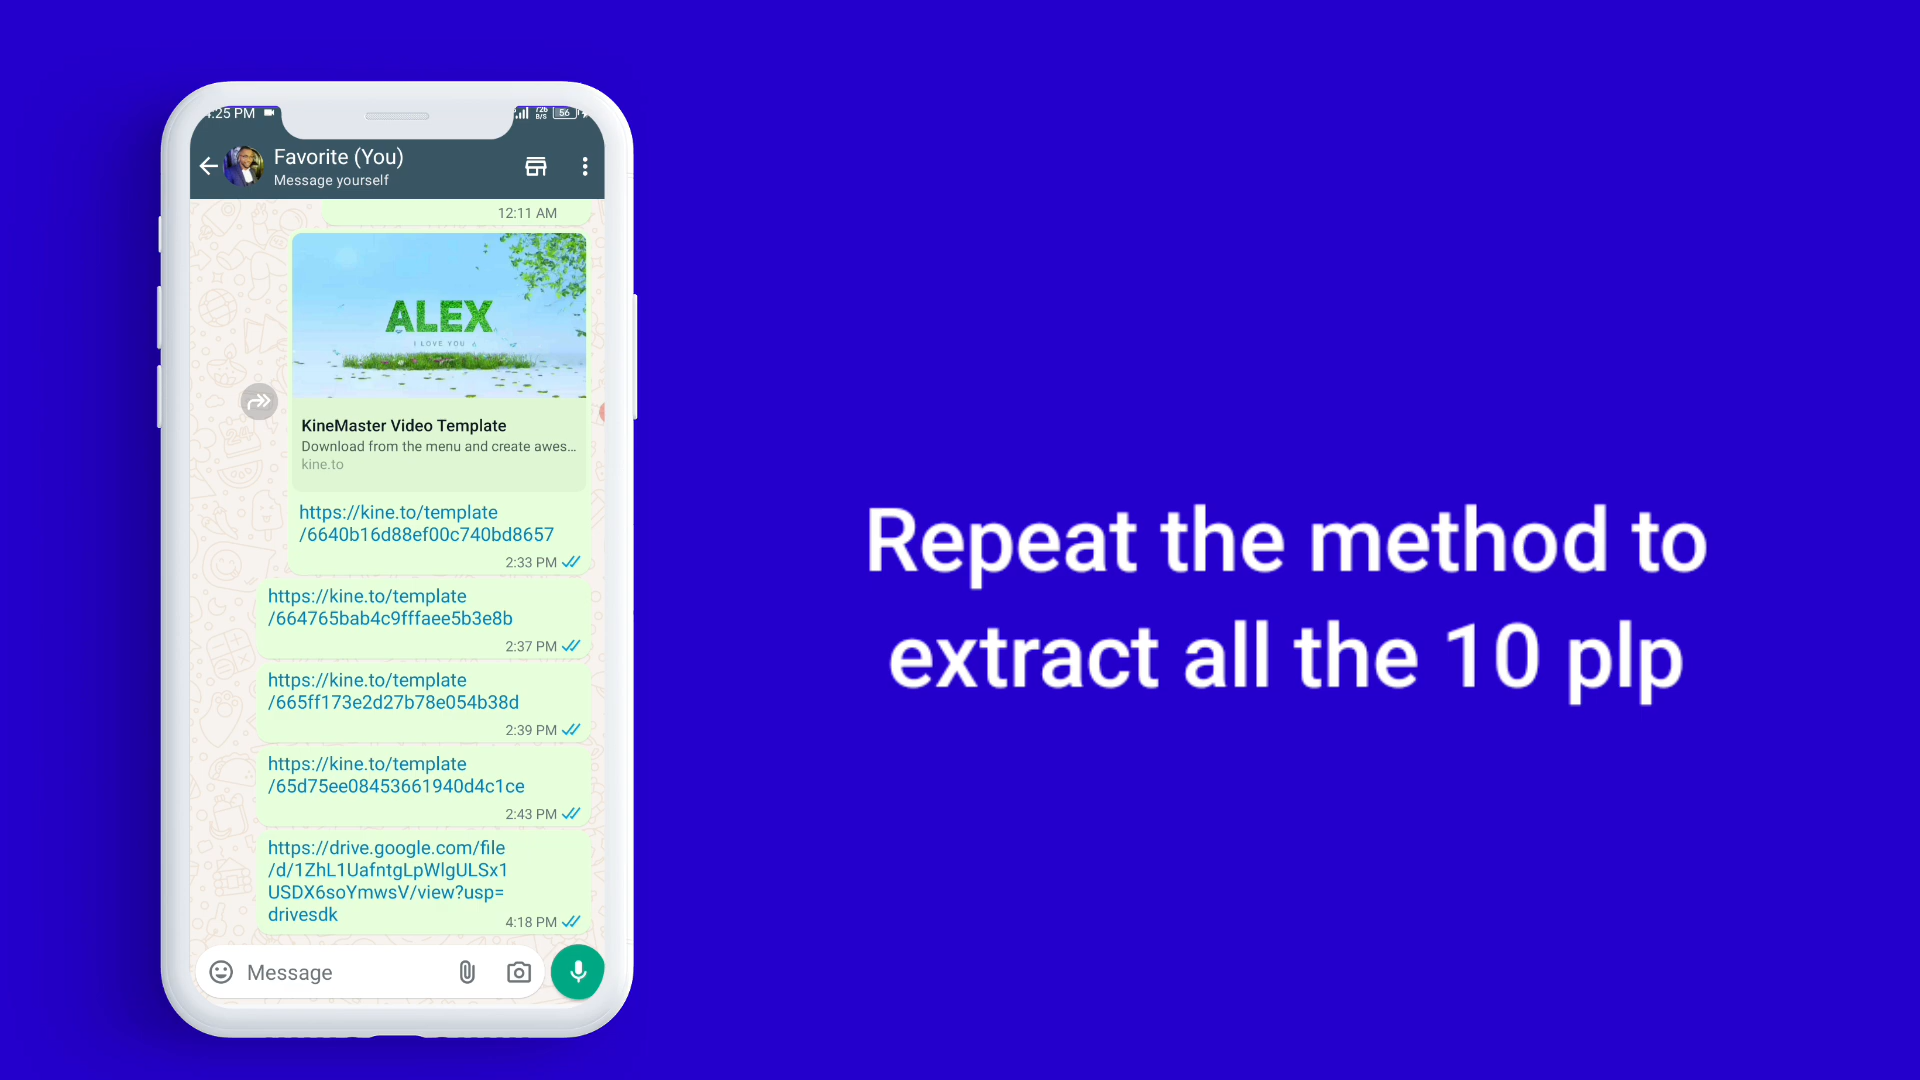 :25 PM
726
B/S
56
Favorite (You)
Message yourself
12:11 AM
ALEX
I LOVE YOU
KineMaster Video Template
Download from the menu and create awes...
kine.to
https://kine.to/template
/6640b16d88ef00c740bd8657
2:33 PM
https://kine.to/template
/664765bab4c9fffaee5b3e8b
2:37 PM
https://kine.to/template
/665ff173e2d27b78e054b38d
2:39 PM
https://kine.to/template
/65d75ee08453661940d4c1ce
2:43 PM
https://drive.google.com/file
/d/1ZhL1UafntgLpWlgULSx1
USDX6soYmwsV/view?usp=
drivesdk
4:18 PM
Message
Repeat the method to
extract all the 10 plp